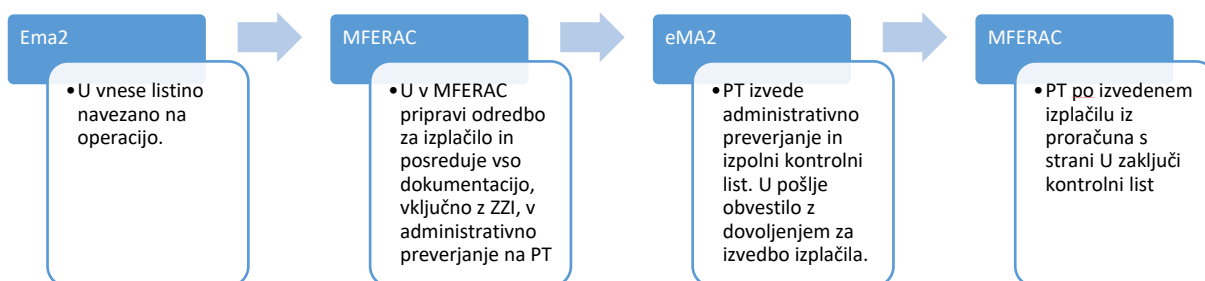 Ema2
•U vnese listino
navezano na
operacijo.
MFERAC
•U v MFERAC
pripravi odredbo
za izplačilo in
posreduje vso
dokumentacijo,
vključno z ZZI, v
administrativno
preverjanje na PT
eMA2
•PT izvede
administrativno
preverjanje in
izpolni kontrolni
list. U pošlje
obvestilo z
dovoljenjem za
izvedbo izplačila.
MFERAC
•PT po izvedenem
izplačilu iz
proračuna s
strani U zaključi
kontrolni list